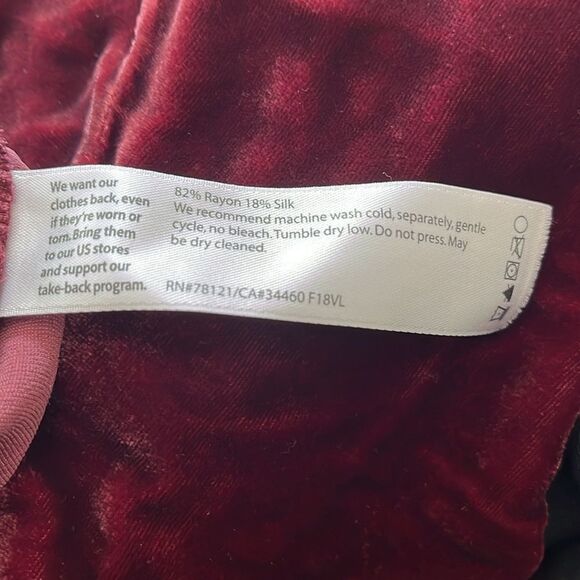 We want our
clothes back, even
if they're worn or
torn. Bring them
to our US stores
and support our
take-back program.
82% Rayon 18% Silk
We recommend machine wash cold, separately, gentle
cycle, no bleach. Tumble dry low. Do not press. May
be dry cleaned.
RN#78121/CA#34460 F18VL